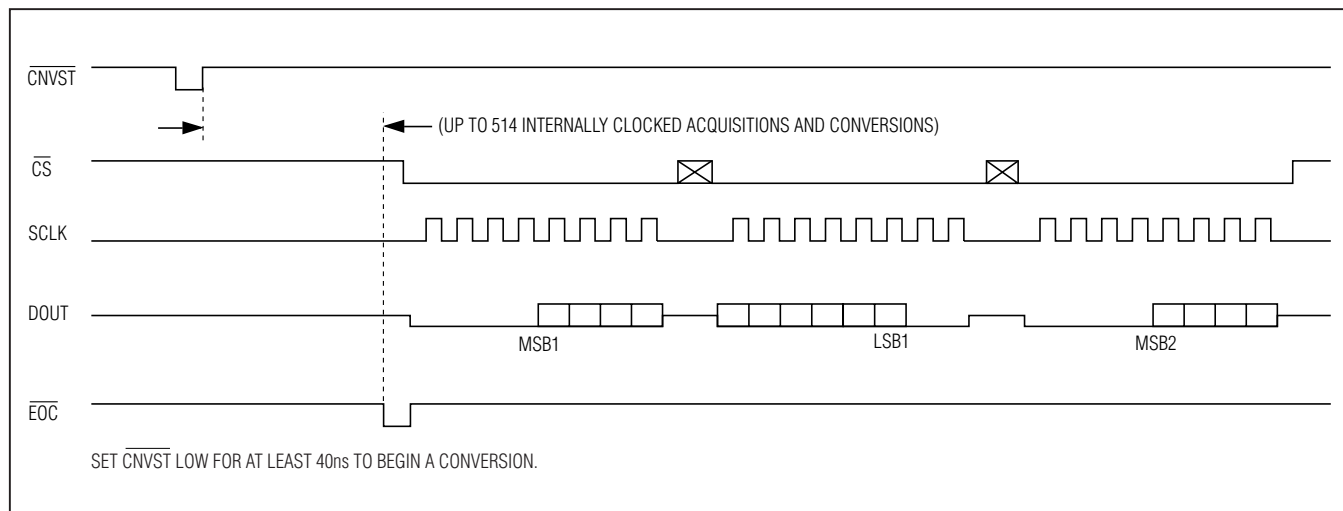 CNVST
(UP TO 514 INTERNALLY CLOCKED ACQUISITIONS AND CONVERSIONS)
CS
SCLK
DOUT
MSB1 LSB1 MSB2
EOC
SET CNVST LOW FOR AT LEAST 40ns TO BEGIN A CONVERSION.